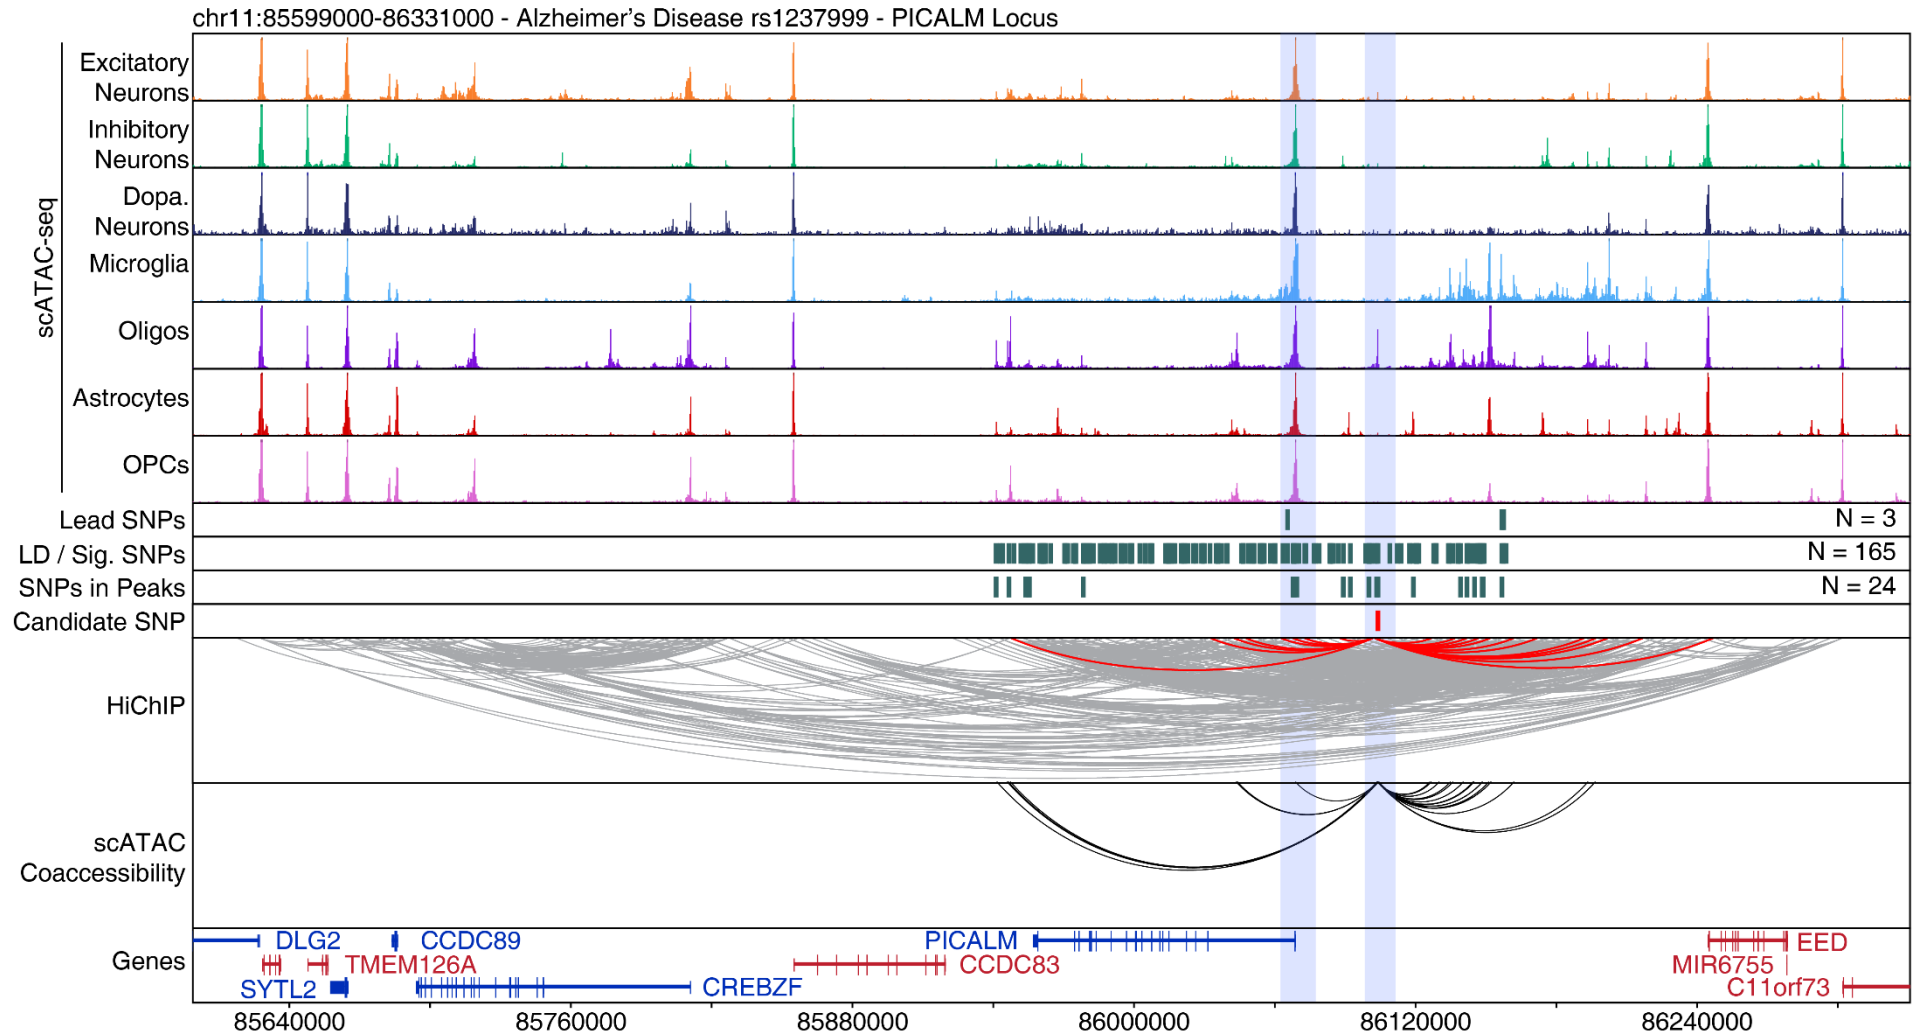 chr11:85599000-86331000 - Alzheimer's Disease rs1237999 - PICALM Locus
scATAC-seq
Excitatory
Neurons
Inhibitory
Neurons
Dopa.
Neurons
Microglia
Oligos
Astrocytes
OPCs
Lead SNPs
N = 3
LD / Sig. SNPs
N = 165
SNPs in Peaks
N = 24
Candidate SNP
HiChIP
scATAC
Coaccessibility
Genes
DLG2
CCDC89
PICALM
EED
TMEM126A
CCDC83
MIR6755
SYTL2
CREBZF
C11orf73
85640000
85760000
85880000
86000000
86120000
86240000